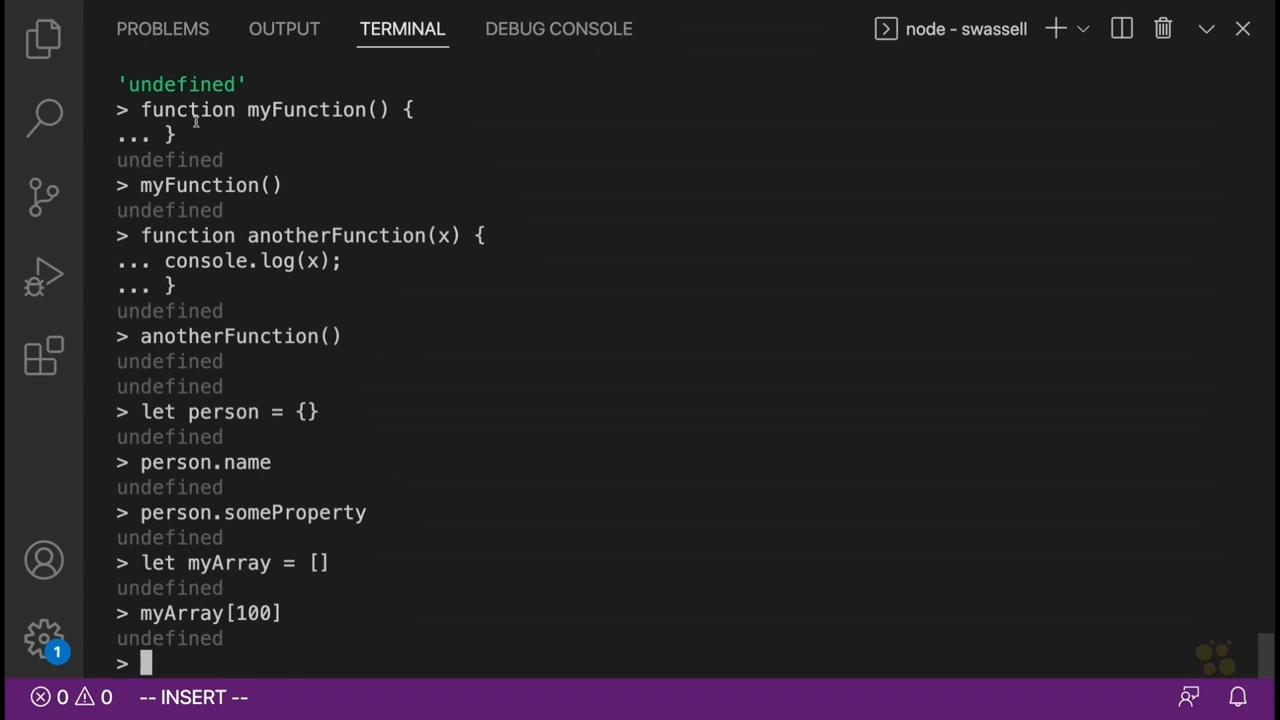 PROBLEMS OUTPUT TERMINAL DEBUG CONSOLE node - swassell
'undefined'
> function myFunction() {
... }
undefined
> myFunction()
undefined
> function anotherFunction(x) {
... console.log(x);
... }
undefined
> anotherFunction()
undefined
undefined
> let person = {}
undefined
> person.name
undefined
> person.someProperty
undefined
> let myArray = []
undefined
> myArray[100]
undefined
>
1
0 0 -- INSERT --